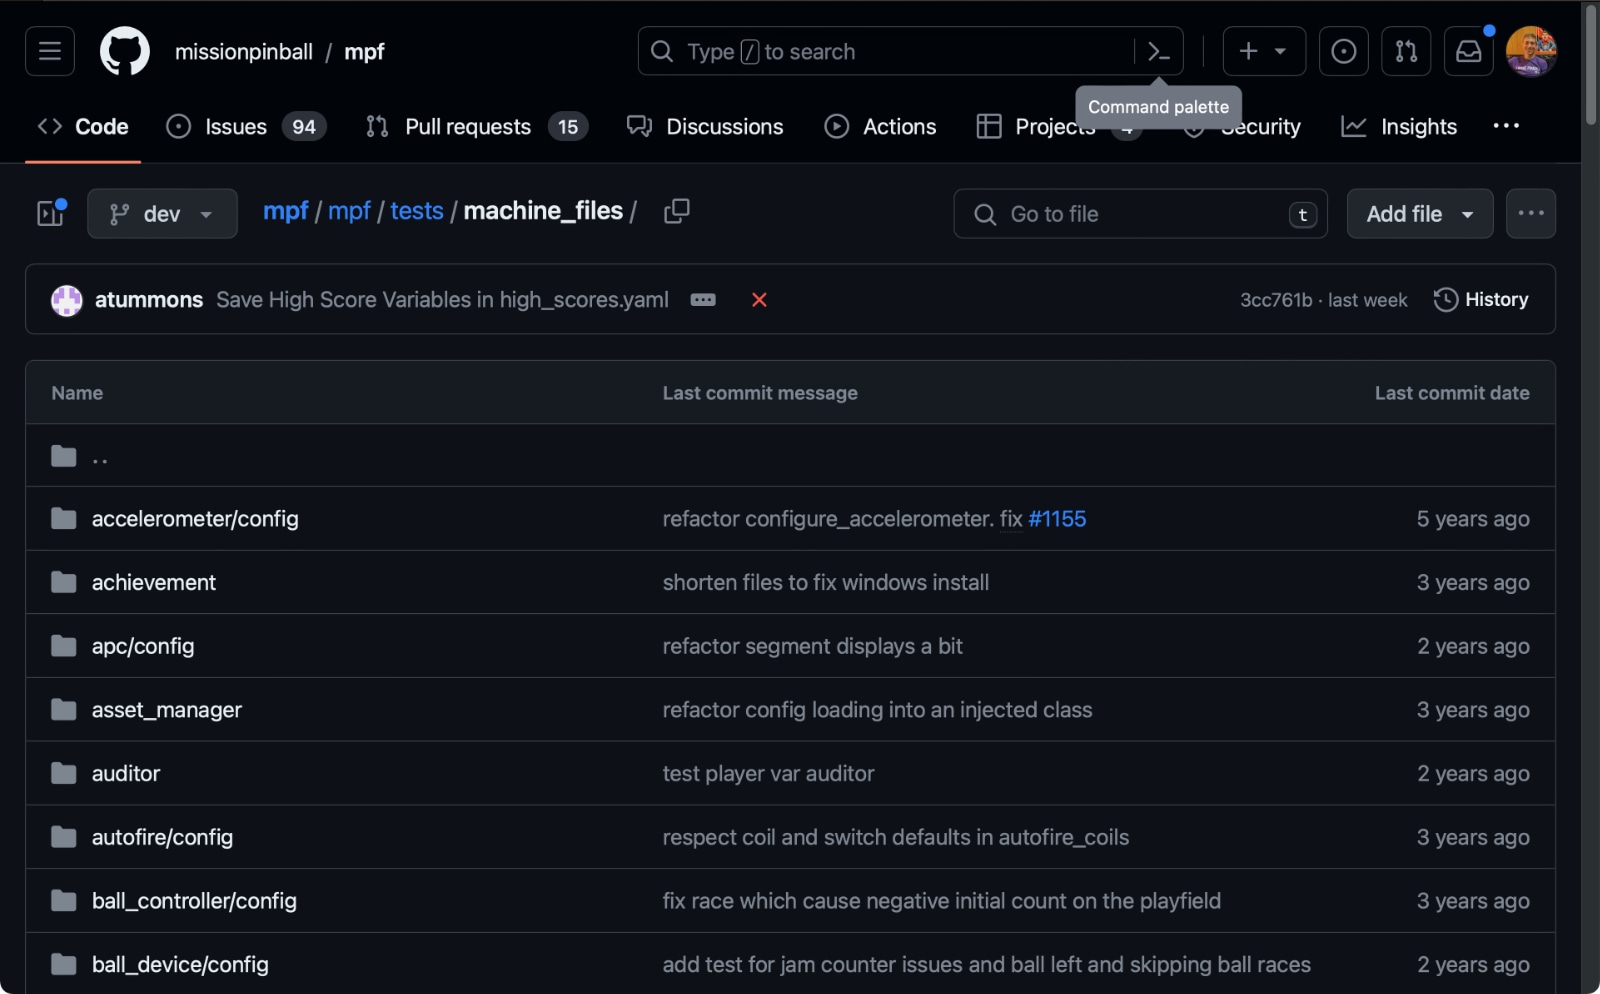 missionpinball / mpf
Type / to search
Command palette
Code
Issues 94
Pull requests 15
Discussions
Actions
Projects 4
Security
Insights
dev
mpf / mpf / tests / machine_files /
Go to file t
Add file
atummons Save High Score Variables in high_scores.yaml
3cc761b · last week
History
Name Last commit message Last commit date
..
accelerometer/config refactor configure_accelerometer. fix #1155 5 years ago
achievement shorten files to fix windows install 3 years ago
apc/config refactor segment displays a bit 2 years ago
asset_manager refactor config loading into an injected class 3 years ago
auditor test player var auditor 2 years ago
autofire/config respect coil and switch defaults in autofire_coils 3 years ago
ball_controller/config fix race which cause negative initial count on the playfield 3 years ago
ball_device/config add test for jam counter issues and ball left and skipping ball races 2 years ago